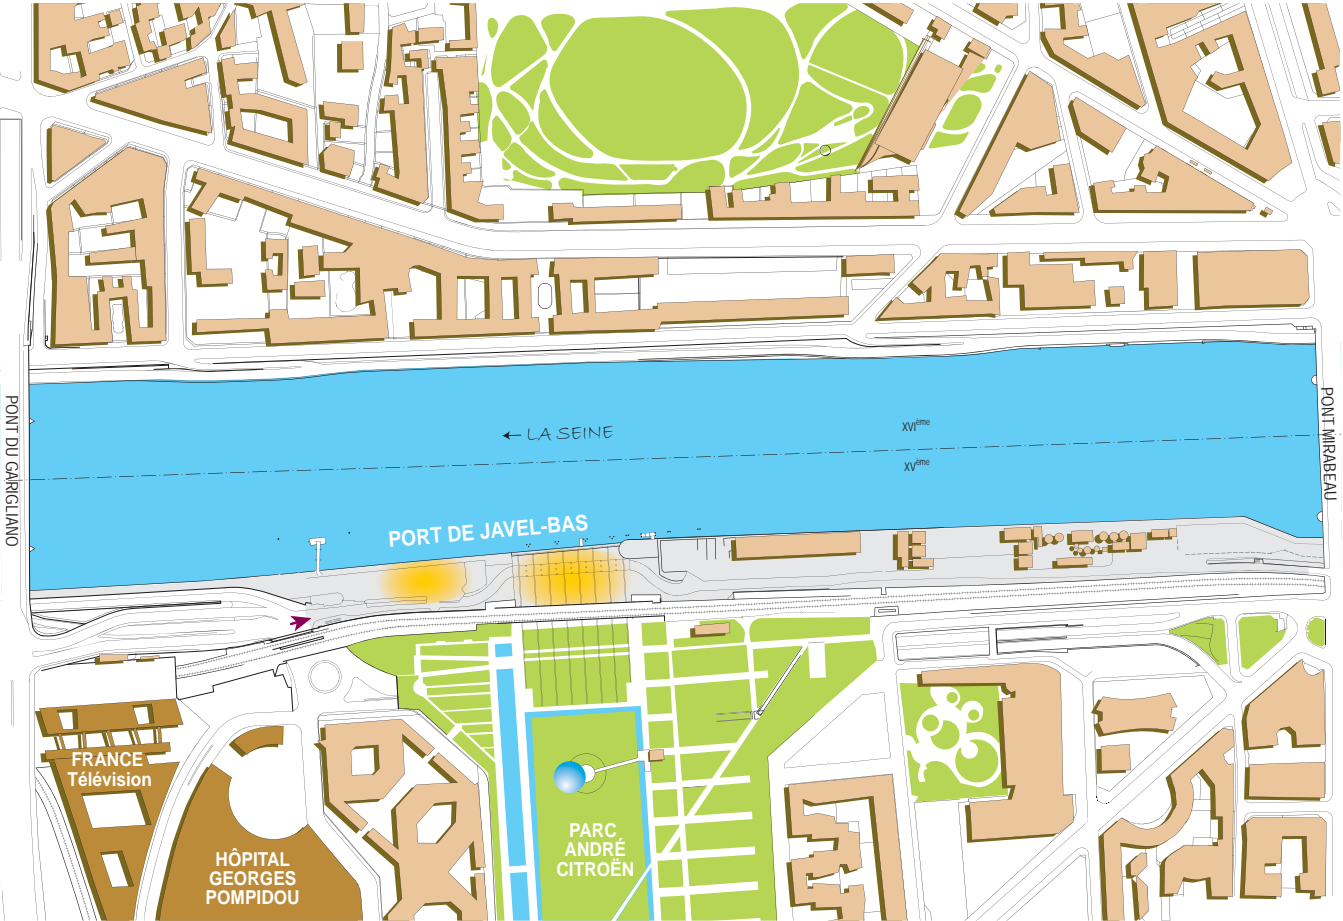 PONT DU GARIGLIANO
← LA SEINE
XVIème
XVème
PONT MIRABEAU
PORT DE JAVEL-BAS
FRANCE
Télévision
HÔPITAL
GEORGES
POMPIDOU
PARC
ANDRÉ
CITROËN